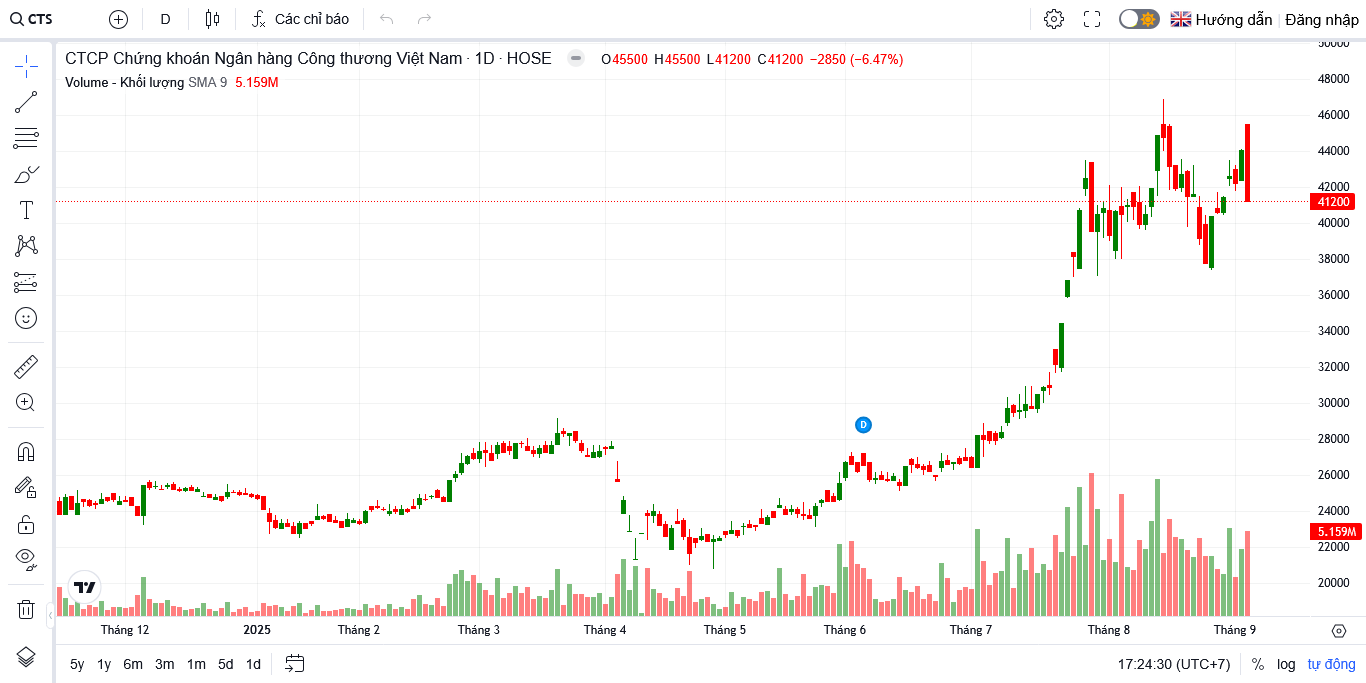 CTS D Các chỉ báo Hướng dẫn Đăng nhập
CTCP Chứng khoán Ngân hàng Công thương Việt Nam · 1D · HOSE O45500 H45500 L41200 C41200 −2850 (−6.47%)
Volume - Khối lượng SMA 9 5.159M
50000
48000
46000
44000
42000
41200
40000
38000
36000
34000
32000
30000
28000
26000
24000
5.159M
22000
20000
D
Tháng 12 2025 Tháng 2 Tháng 3 Tháng 4 Tháng 5 Tháng 6 Tháng 7 Tháng 8 Tháng 9
5y 1y 6m 3m 1m 5d 1d 17:24:30 (UTC+7) % log tự động